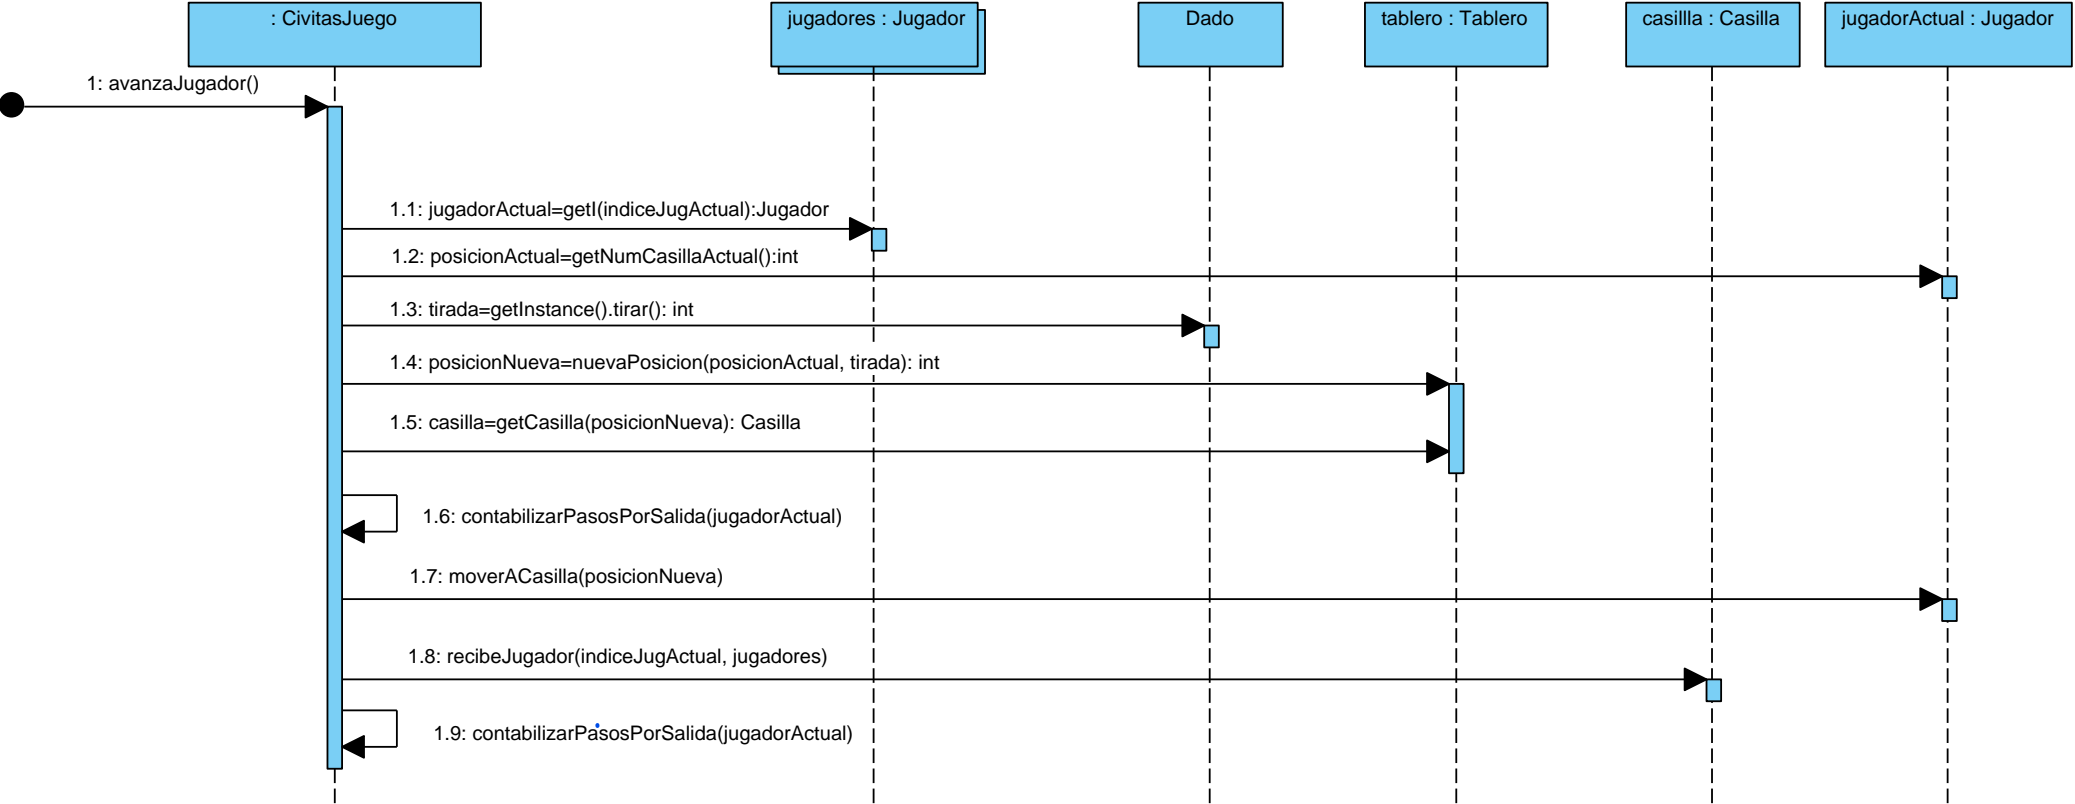 : CivitasJuego
jugadores : Jugador
Dado
tablero : Tablero
casillla : Casilla
jugadorActual : Jugador
1: avanzaJugador()
1.1: jugadorActual=getI(indiceJugActual):Jugador
1.2: posicionActual=getNumCasillaActual():int
1.3: tirada=getInstance().tirar(): int
1.4: posicionNueva=nuevaPosicion(posicionActual, tirada): int
1.5: casilla=getCasilla(posicionNueva): Casilla
1.6: contabilizarPasosPorSalida(jugadorActual)
1.7: moverACasilla(posicionNueva)
1.8: recibeJugador(indiceJugActual, jugadores)
1.9: contabilizarPasosPorSalida(jugadorActual)